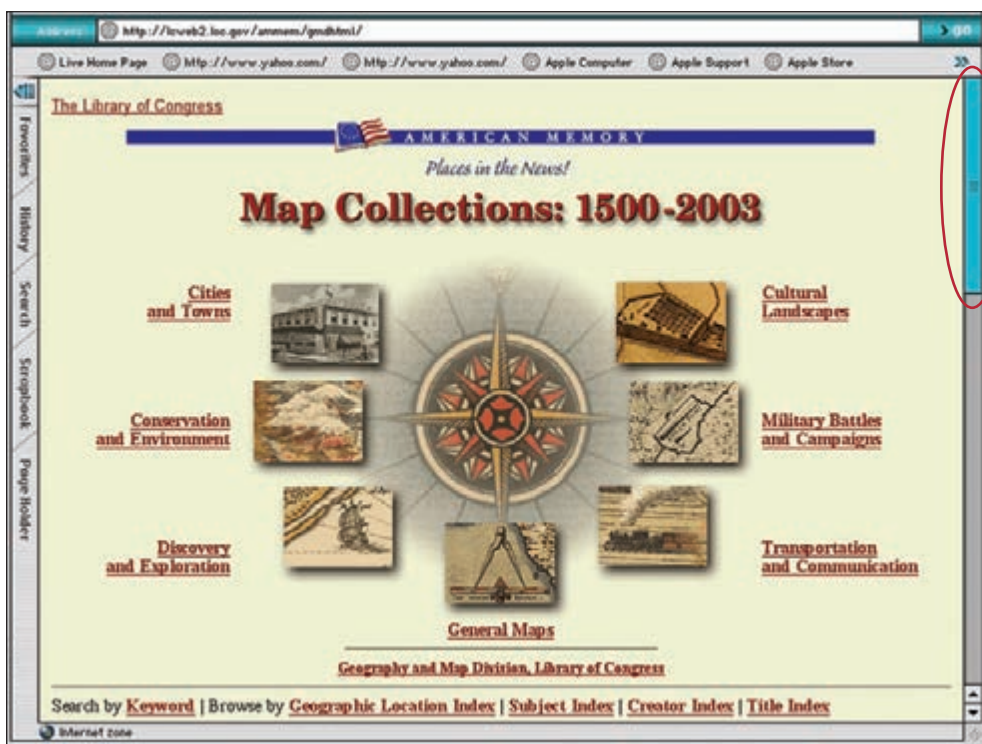 Address http://lcweb2.loc.gov/ammem/gmdhtml/ > go
Live Home Page http://www.yahoo.com/ http://www.yahoo.com/ Apple Computer Apple Support Apple Store
Favorites
History
Search
Scrapbook
Page Holder
The Library of Congress
AMERICAN MEMORY
Places in the News!
Map Collections: 1500-2003
Cities
and Towns
Cultural
Landscapes
Conservation
and Environment
Military Battles
and Campaigns
Discovery
and Exploration
Transportation
and Communication
General Maps
Geography and Map Division, Library of Congress
Search by Keyword | Browse by Geographic Location Index | Subject Index | Creator Index | Title Index
Internet zone